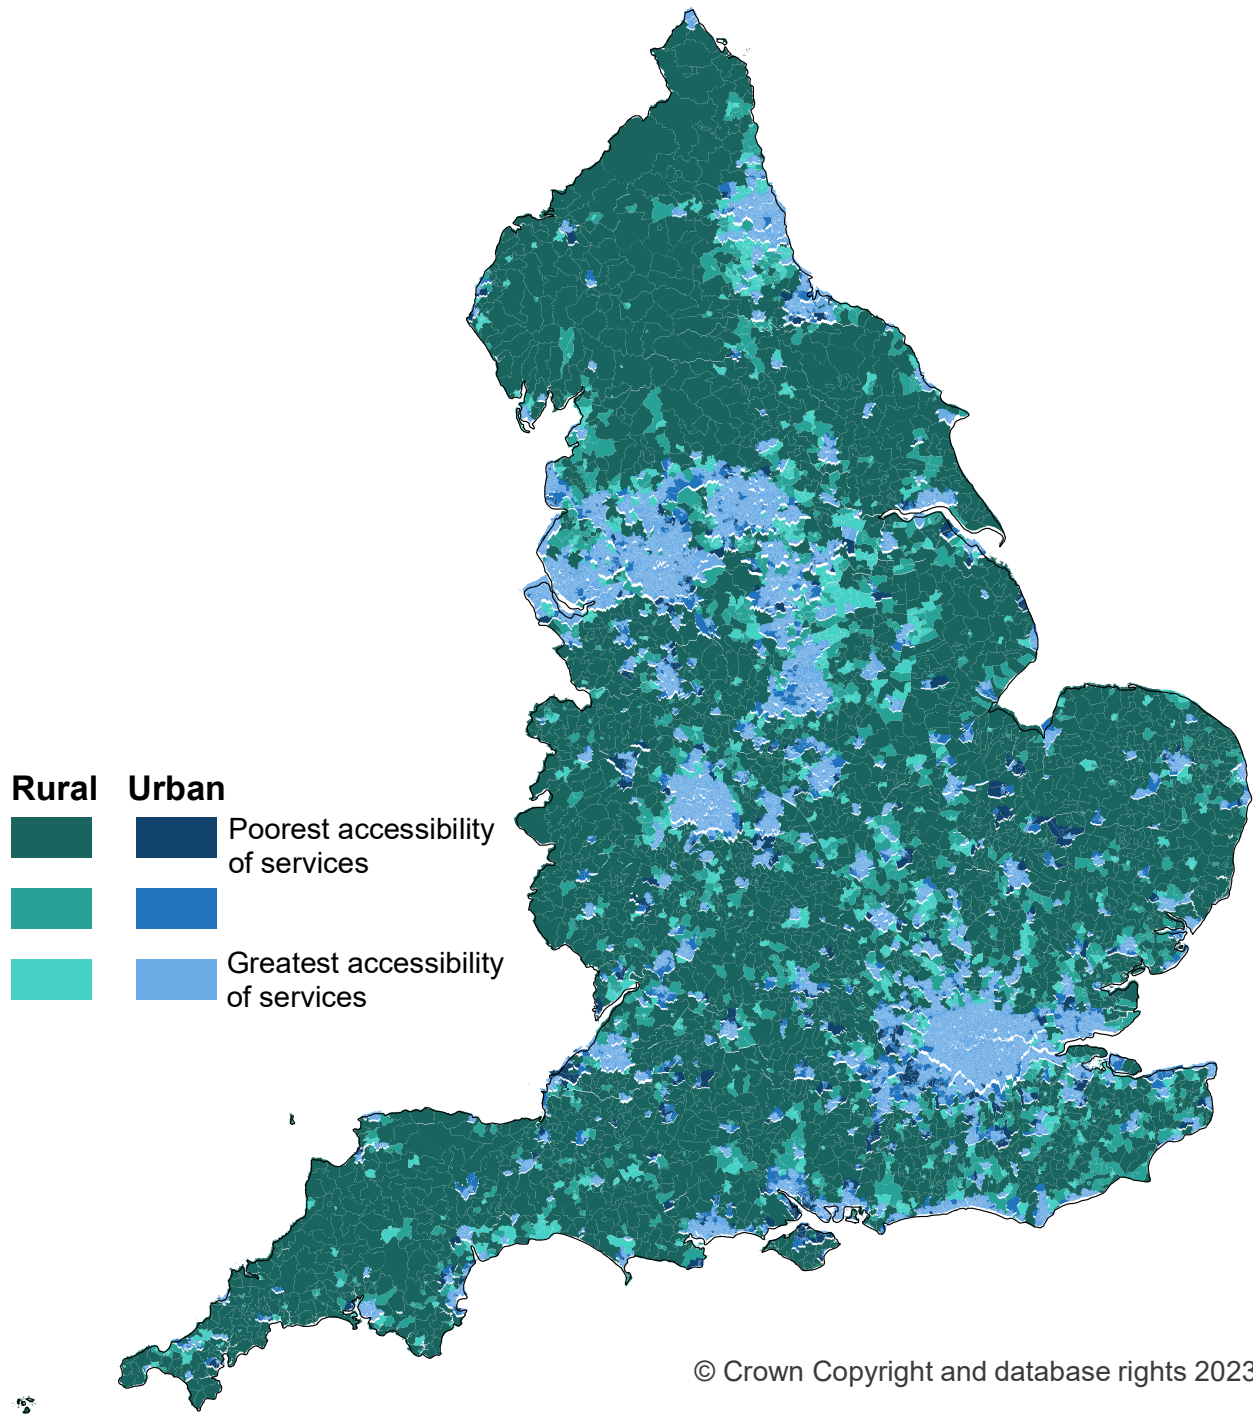 Rural Urban
Poorest accessibility
of services
Greatest accessibility
of services
© Crown Copyright and database rights 2023